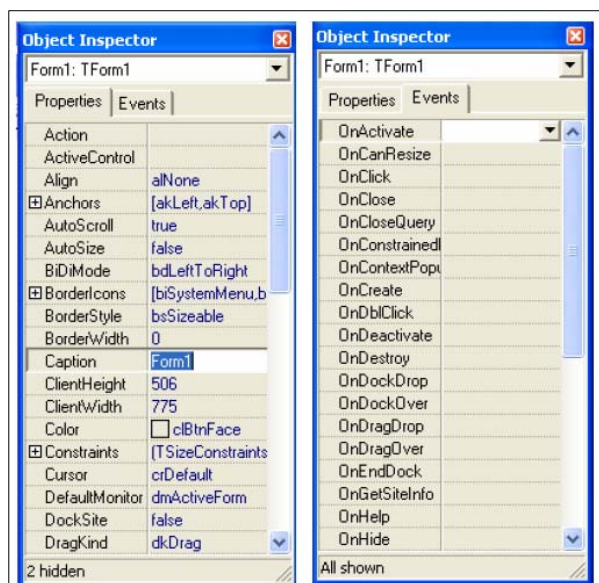 Object Inspector
Form1: TForm1
Properties Events
Action
ActiveControl
Align alNone
Anchors [akLeft,akTop]
AutoScroll true
AutoSize false
BiDiMode bdLeftToRight
BorderIcons [biSystemMenu,b
BorderStyle bsSizeable
BorderWidth 0
Caption Form1
ClientHeight 506
ClientWidth 775
Color clBtnFace
Constraints (TSizeConstraints
Cursor crDefault
DefaultMonitor dmActiveForm
DockSite false
DragKind dkDrag
2 hidden
Object Inspector
Form1: TForm1
Properties Events
OnActivate
OnCanResize
OnClick
OnClose
OnCloseQuery
OnConstrainedI
OnContextPopu
OnCreate
OnDblClick
OnDeactivate
OnDestroy
OnDockDrop
OnDockOver
OnDragDrop
OnDragOver
OnEndDock
OnGetSiteInfo
OnHelp
OnHide
All shown